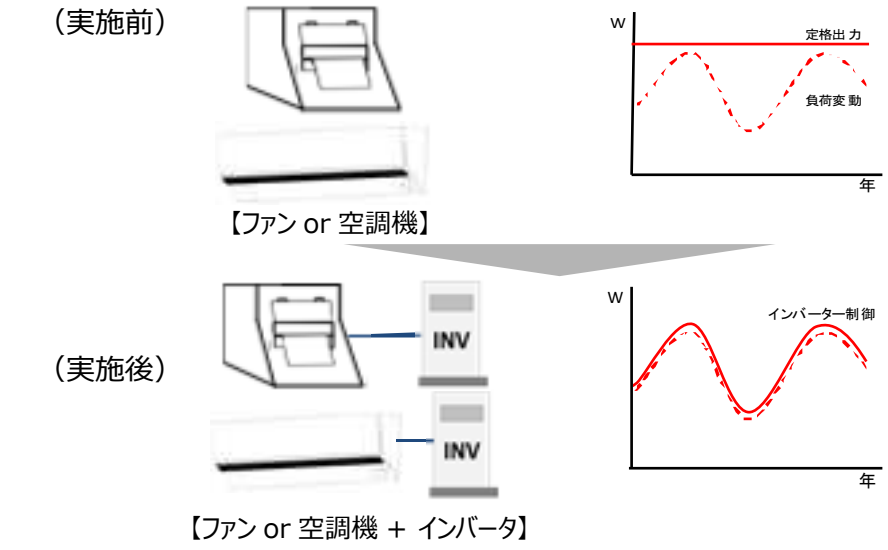 （実施前）
W
定格出力
負荷変動
年
【ファン or 空調機】
W
インバーター制御
INV
（実施後）
INV
年
【ファン or 空調機 + インバータ】